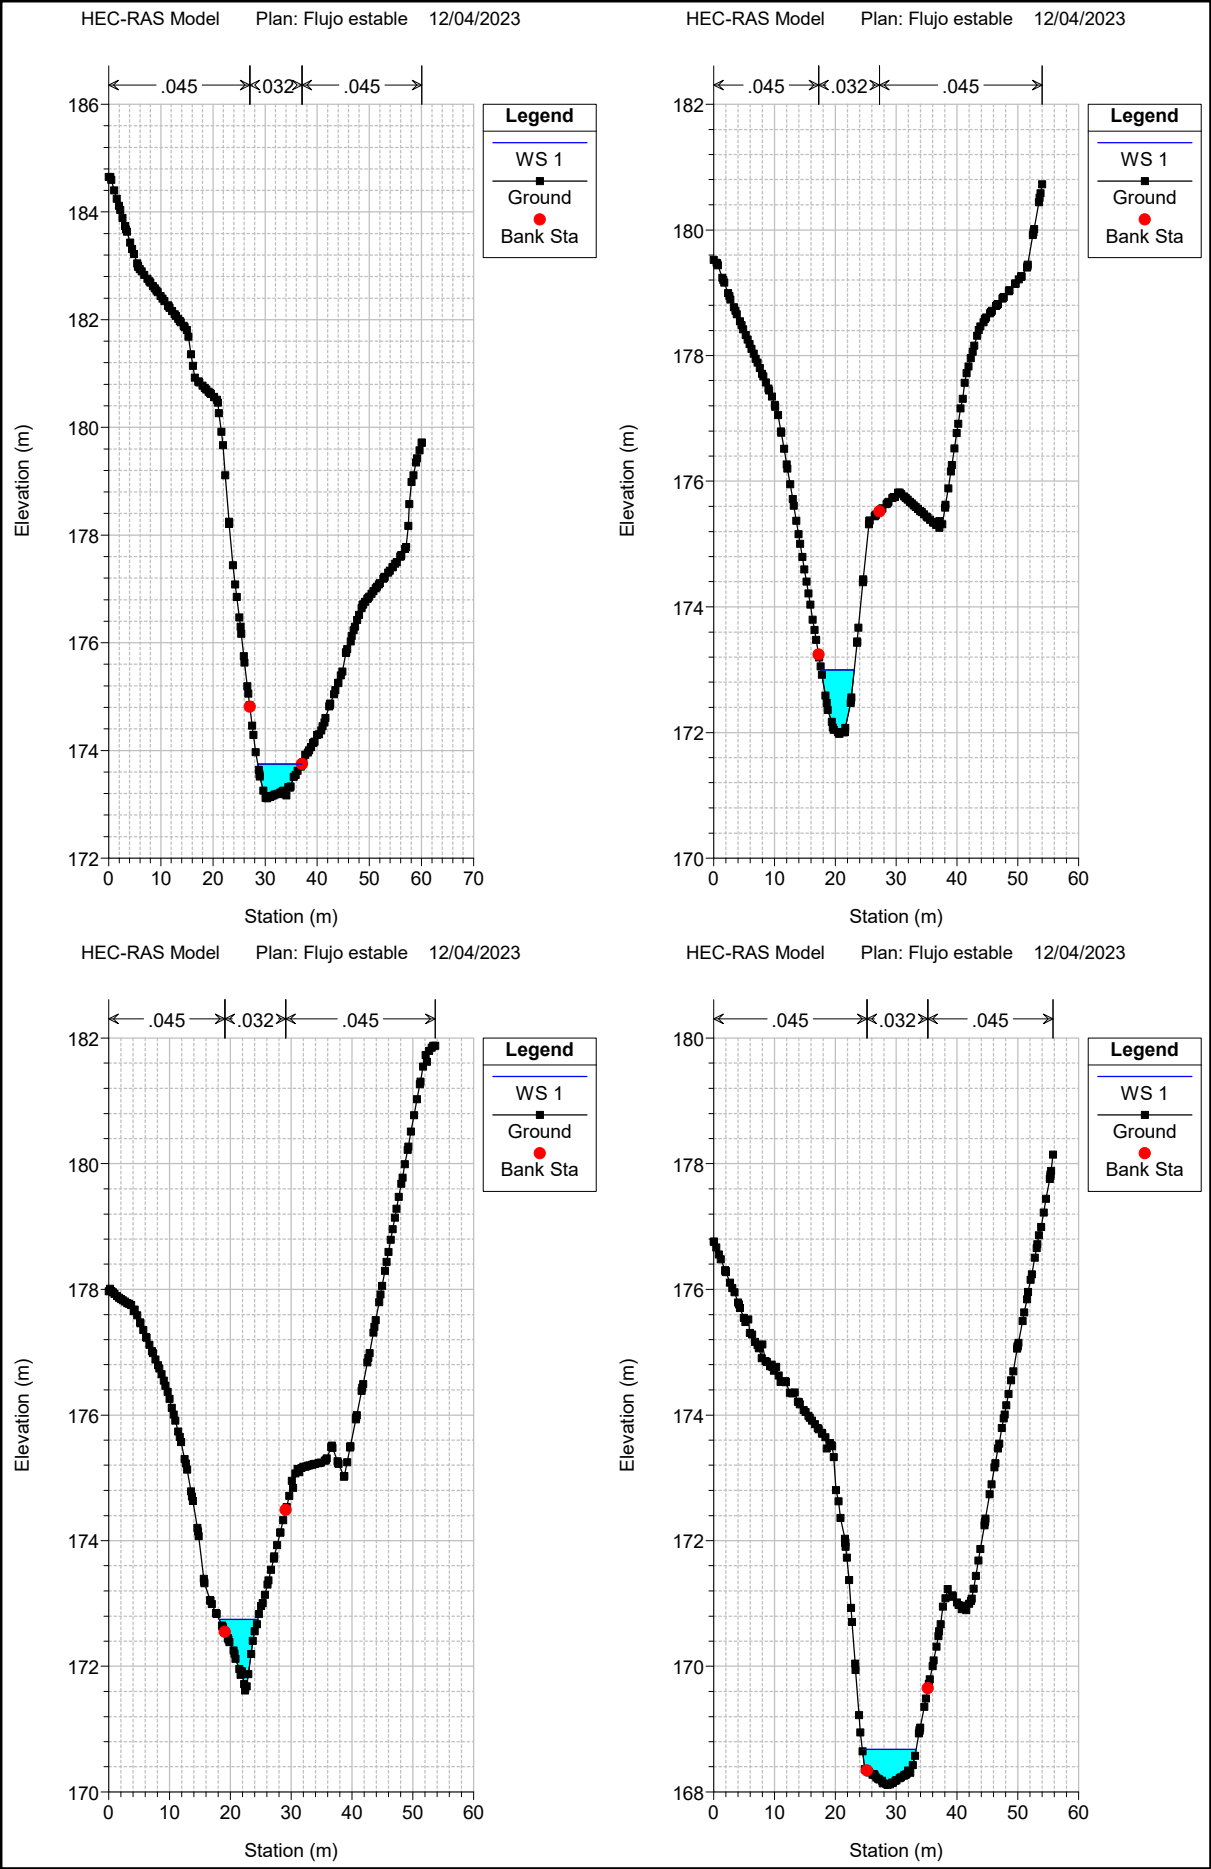 HEC-RAS Model Plan: Flujo estable 12/04/2023
.045 .032 .045
186
184
182
180
178
176
174
172
0 10 20 30 40 50 60 70
Station (m)
Elevation (m)
Legend
WS 1
Ground
Bank Sta
HEC-RAS Model Plan: Flujo estable 12/04/2023
.045 .032 .045
182
180
178
176
174
172
170
0 10 20 30 40 50 60
Station (m)
Elevation (m)
Legend
WS 1
Ground
Bank Sta
HEC-RAS Model Plan: Flujo estable 12/04/2023
.045 .032 .045
182
180
178
176
174
172
170
0 10 20 30 40 50 60
Station (m)
Elevation (m)
Legend
WS 1
Ground
Bank Sta
HEC-RAS Model Plan: Flujo estable 12/04/2023
.045 .032 .045
180
178
176
174
172
170
168
0 10 20 30 40 50 60
Station (m)
Elevation (m)
Legend
WS 1
Ground
Bank Sta